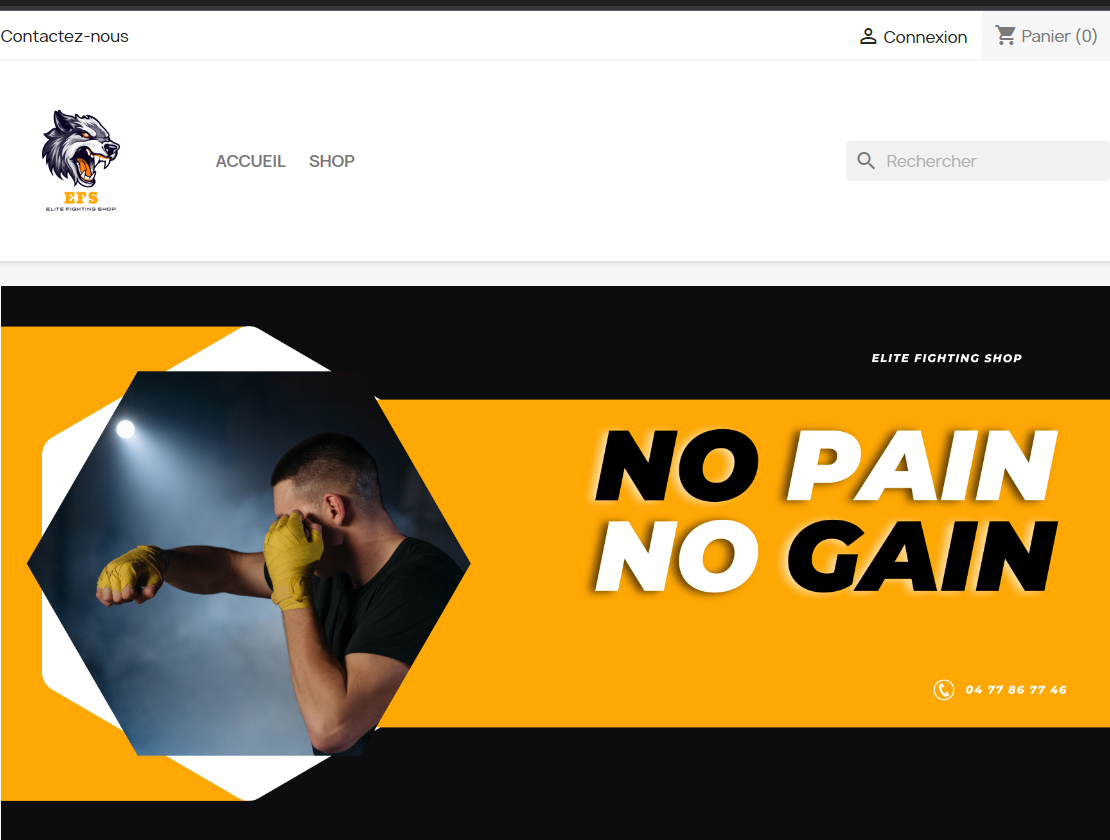 Contactez-nous
Connexion
Panier (0)
EFS
ELITE FIGHTING SHOP
ACCUEIL
SHOP
Rechercher
ELITE FIGHTING SHOP
NO PAIN
NO GAIN
04 77 86 77 46